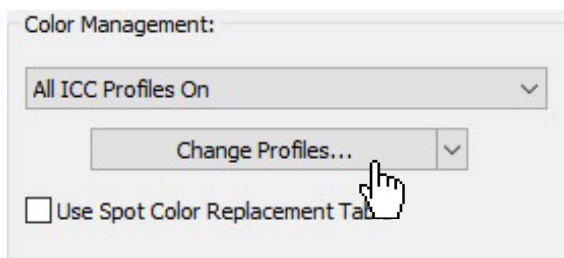 Color Management:
All ICC Profiles On
Change Profiles...
Use Spot Color Replacement